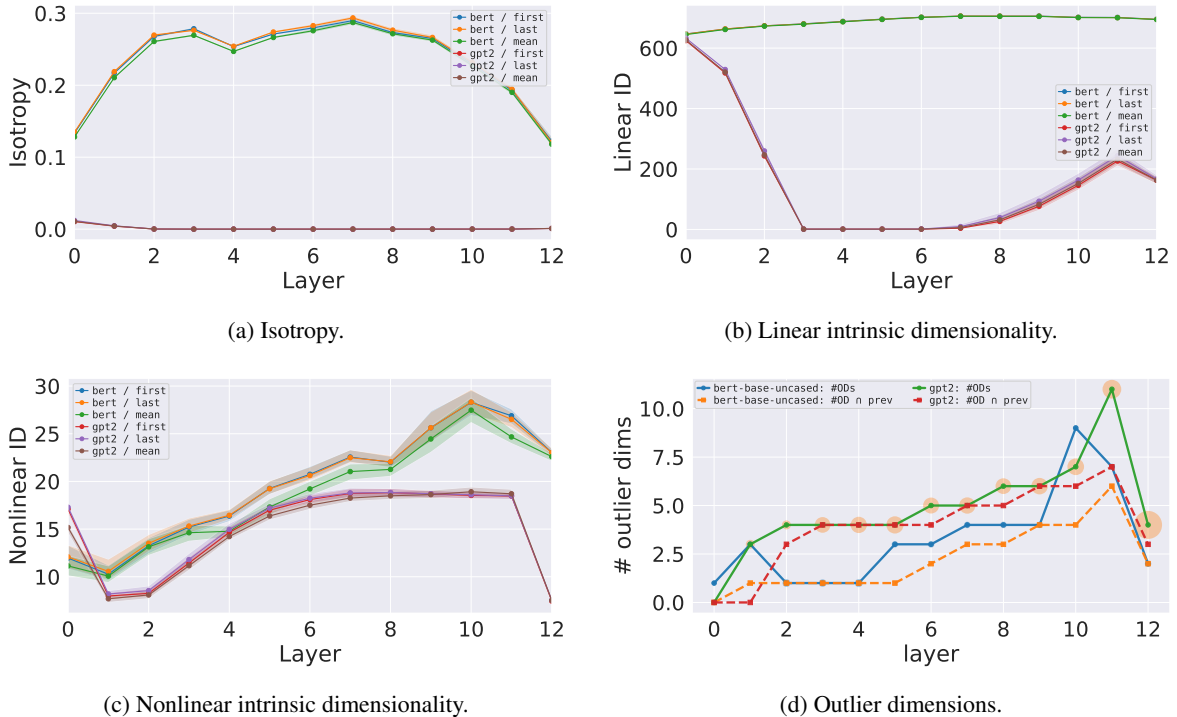 0.3
0.2
0.1
0.0
Isotropy
bert / first
bert / last
bert / mean
gpt2 / first
gpt2 / last
gpt2 / mean
0 2 4 6 8 10 12
Layer
(a) Isotropy.
600
400
200
0
Linear ID
bert / first
bert / last
bert / mean
gpt2 / first
gpt2 / last
gpt2 / mean
0 2 4 6 8 10 12
Layer
(b) Linear intrinsic dimensionality.
30
25
20
15
10
Nonlinear ID
bert / first
bert / last
bert / mean
gpt2 / first
gpt2 / last
gpt2 / mean
0 2 4 6 8 10 12
Layer
(c) Nonlinear intrinsic dimensionality.
10.0
7.5
5.0
2.5
0.0
# outlier dims
bert-base-uncased: #ODs
bert-base-uncased: #OD n prev
gpt2: #ODs
gpt2: #OD n prev
0 2 4 6 8 10 12
layer
(d) Outlier dimensions.